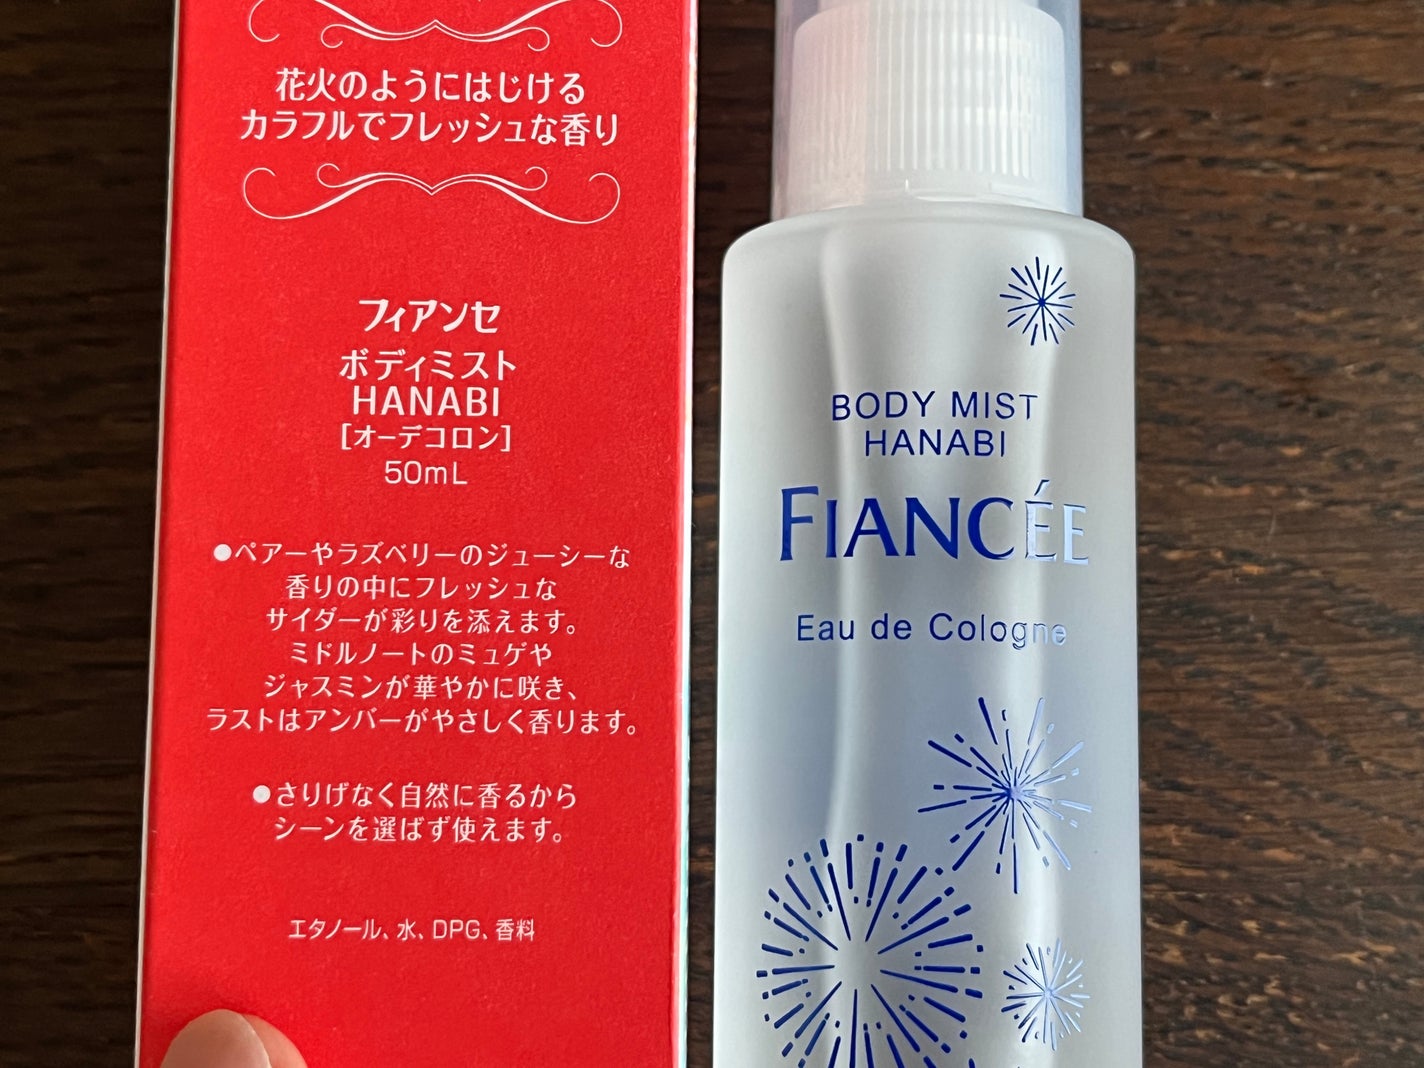 花火のようにはじける
カラフルでフレッシュな香り
フィアンセ
ボディミスト
HANABI
[オーデコロン]
50mL
●ペアーやラズベリーのジューシーな
香りの中にフレッシュな
サイダーが彩りを添えます。
ミドルノートのミュゲや
ジャスミンが華やかに咲き、
ラストはアンバーがやさしく香ります。
●さりげなく自然に香るから
シーンを選ばず使えます。
エタノール、水、DPG、香料
BODY MIST
HANABI
FIANCÉE
Eau de Cologne